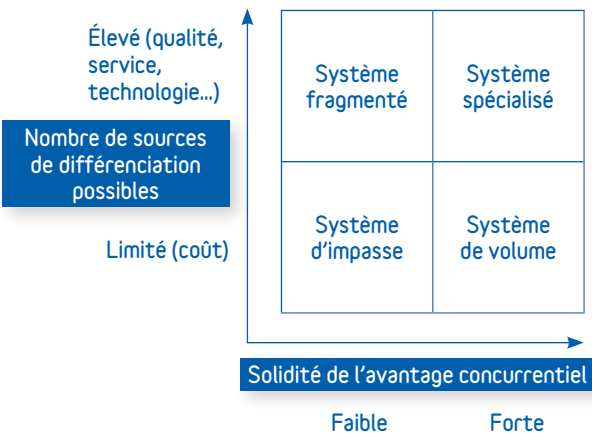 Élevé (qualité,
service,
technologie…)
Système
fragmenté
Système
spécialisé
Nombre de sources
de différenciation
possibles
Limité (coût)
Système
d'impasse
Système
de volume
Solidité de l'avantage concurrentiel
Faible
Forte